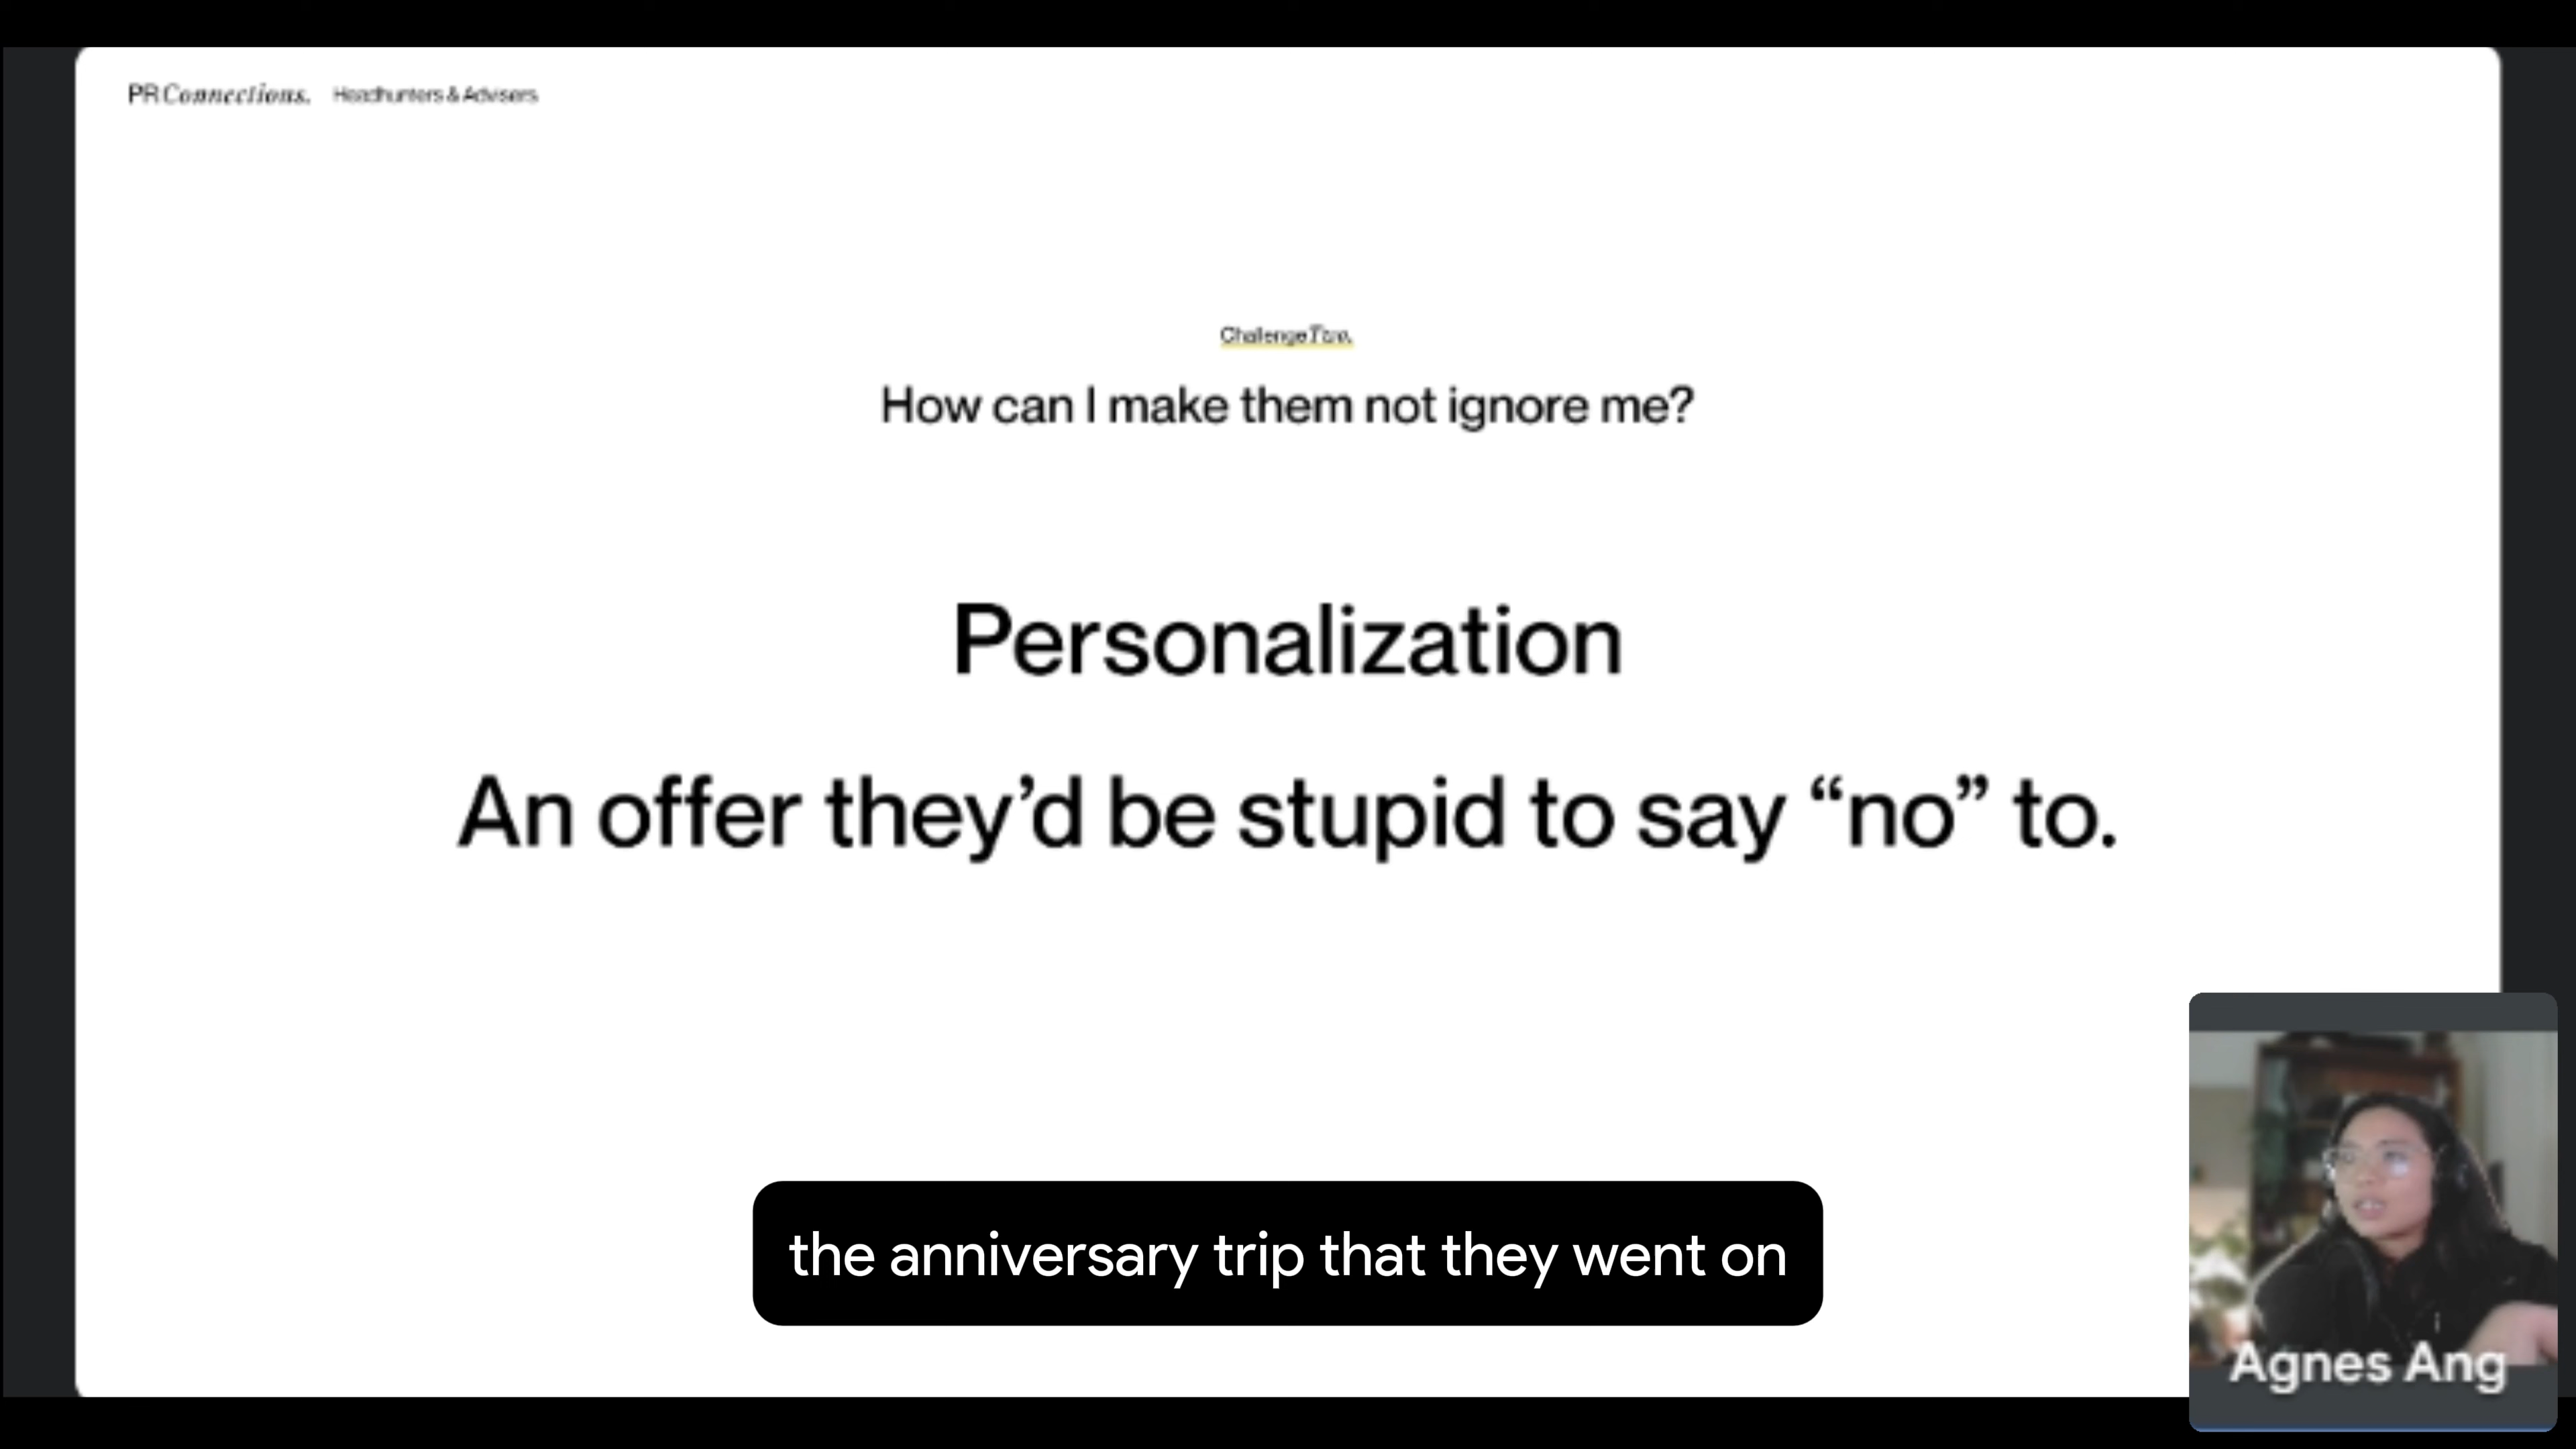 PR Connections. Headhunters & Advisers
Challenge Two.
How can I make them not ignore me?
Personalization
An offer they’d be stupid to say “no” to.
the anniversary trip that they went on
Agnes Ang